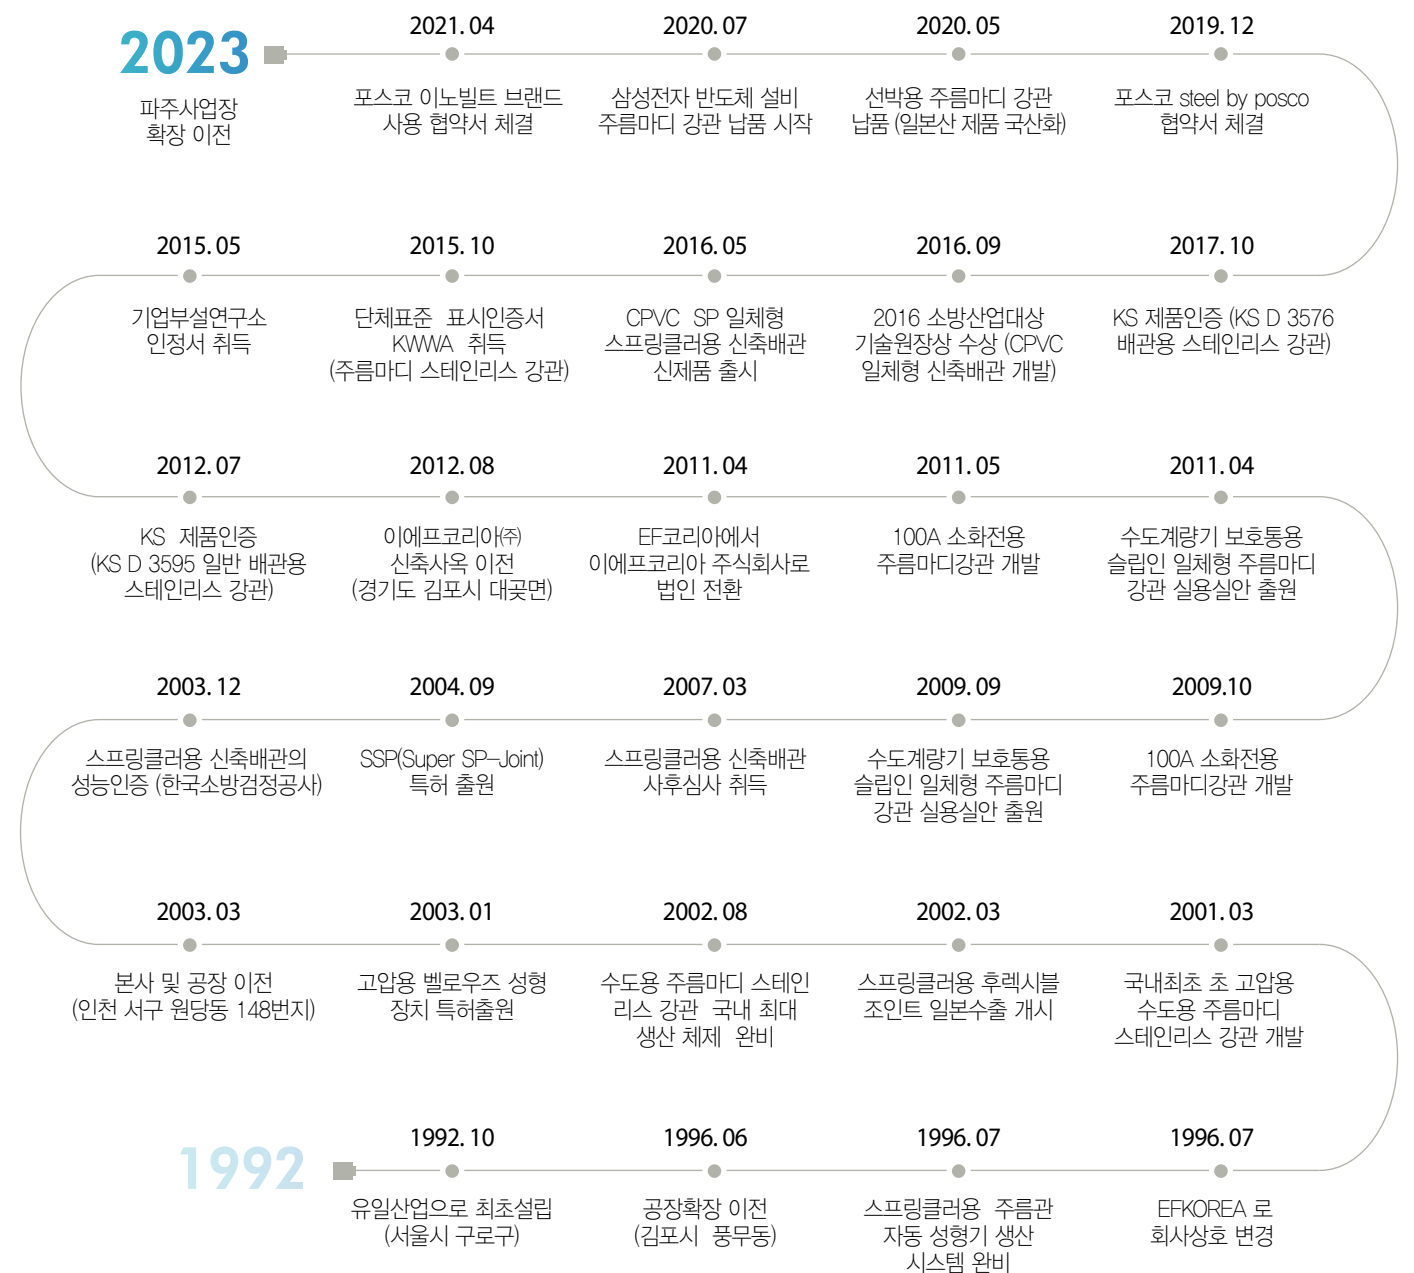 2023
파주사업장
확장 이전
2021. 04
포스코 이노빌트 브랜드
사용 협약서 체결
2020. 07
삼성전자 반도체 설비
주름마디 강관 납품 시작
2020. 05
선박용 주름마디 강관
납품 (일본산 제품 국산화)
2019. 12
포스코 steel by posco
협약서 체결
2015. 05
기업부설연구소
인정서 취득
2015. 10
단체표준 표시인증서
KWWA 취득
(주름마디 스테인리스 강관)
2016. 05
CPVC SP 일체형
스프링클러용 신축배관
신제품 출시
2016. 09
2016 소방산업대상
기술원장상 수상 (CPVC
일체형 신축배관 개발)
2017. 10
KS 제품인증 (KS D 3576
배관용 스테인리스 강관)
2012. 07
KS 제품인증
(KS D 3595 일반 배관용
스테인리스 강관)
2012. 08
이에프코리아㈜
신축사옥 이전
(경기도 김포시 대곶면)
2011. 04
EF코리아에서
이에프코리아 주식회사로
법인 전환
2011. 05
100A 소화전용
주름마디강관 개발
2011. 04
수도계량기 보호통용
슬립인 일체형 주름마디
강관 실용실안 출원
2003. 12
스프링클러용 신축배관의
성능인증 (한국소방검정공사)
2004. 09
SSP(Super SP-Joint)
특허 출원
2007. 03
스프링클러용 신축배관
사후심사 취득
2009. 09
수도계량기 보호통용
슬립인 일체형 주름마디
강관 실용실안 출원
2009.10
100A 소화전용
주름마디강관 개발
2003. 03
본사 및 공장 이전
(인천 서구 원당동 148번지)
2003. 01
고압용 벨로우즈 성형
장치 특허출원
2002. 08
수도용 주름마디 스테인
리스 강관 국내 최대
생산 체제 완비
2002. 03
스프링클러용 후렉시블
조인트 일본수출 개시
2001. 03
국내최초 초 고압용
수도용 주름마디
스테인리스 강관 개발
1992
1992. 10
유일산업으로 최초설립
(서울시 구로구)
1996. 06
공장확장 이전
(김포시 풍무동)
1996. 07
스프링클러용 주름관
자동 성형기 생산
시스템 완비
1996. 07
EFKOREA 로
회사상호 변경